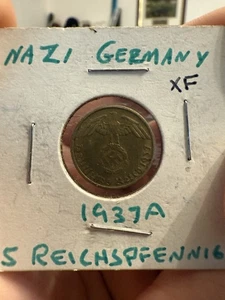 NAZI GERMANY
XF
1937A
5 REICHSPFENNIG